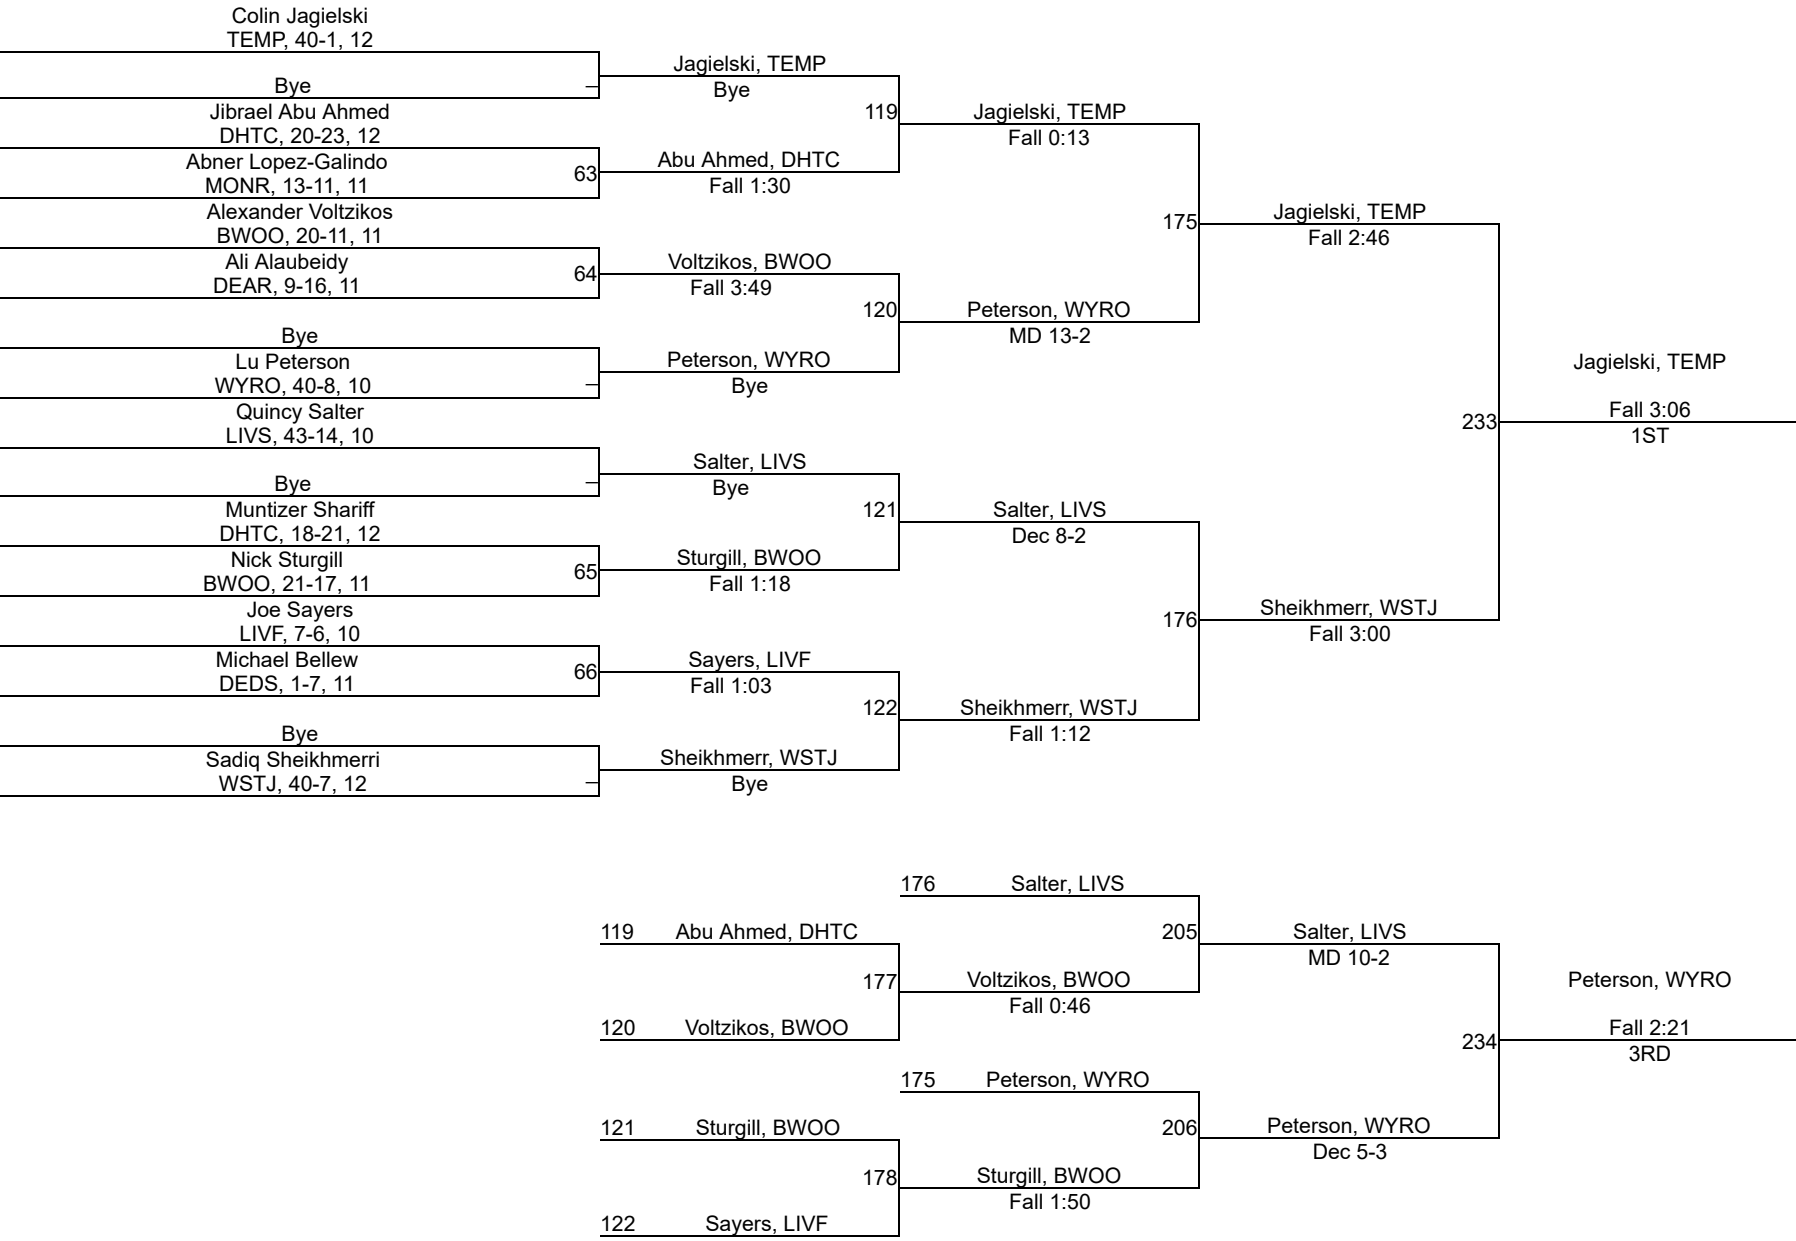 Colin Jagielski
TEMP, 40-1, 12
Bye
–
Jibrael Abu Ahmed
DHTC, 20-23, 12
Abner Lopez-Galindo
MONR, 13-11, 11
63
Alexander Voltzikos
BWOO, 20-11, 11
Ali Alaubeidy
DEAR, 9-16, 11
64
Bye
Lu Peterson
WYRO, 40-8, 10
–
Quincy Salter
LIVS, 43-14, 10
Bye
–
Muntizer Shariff
DHTC, 18-21, 12
Nick Sturgill
BWOO, 21-17, 11
65
Joe Sayers
LIVF, 7-6, 10
Michael Bellew
DEDS, 1-7, 11
66
Bye
Sadiq Sheikhmerri
WSTJ, 40-7, 12
–
Jagielski, TEMP
Bye
119
Abu Ahmed, DHTC
Fall 1:30
Voltzikos, BWOO
Fall 3:49
120
Peterson, WYRO
Bye
Salter, LIVS
Bye
121
Sturgill, BWOO
Fall 1:18
Sayers, LIVF
Fall 1:03
122
Sheikhmerr, WSTJ
Bye
Jagielski, TEMP
Fall 0:13
175
Peterson, WYRO
MD 13-2
Salter, LIVS
Dec 8-2
176
Sheikhmerr, WSTJ
Fall 1:12
Jagielski, TEMP
Fall 2:46
233
Sheikhmerr, WSTJ
Fall 3:00
Jagielski, TEMP
Fall 3:06
1ST
119 Abu Ahmed, DHTC
177
120 Voltzikos, BWOO
121 Sturgill, BWOO
178
122 Sayers, LIVF
176 Salter, LIVS
205
Voltzikos, BWOO
Fall 0:46
175 Peterson, WYRO
206
Sturgill, BWOO
Fall 1:50
Salter, LIVS
MD 10-2
234
Peterson, WYRO
Dec 5-3
Peterson, WYRO
Fall 2:21
3RD